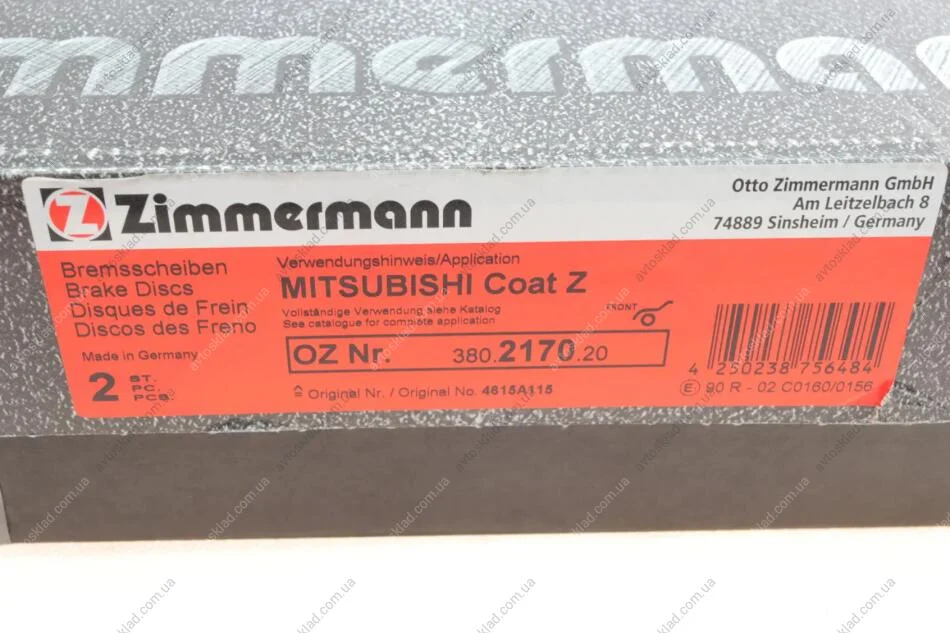 mmerman
Zimmermann
Otto Zimmermann GmbH
Am Leitzelbach 8
74889 Sinsheim / Germany
Bremsscheiben
Brake Discs
Disques de Frein
Discos des Freno
Made in Germany
2 ST.
PC.
PCB.
Verwendungshinweis/Application
MITSUBISHI Coat Z
Vollständige Verwendung siehe Katalog
See catalogue for complete application
FRONT
OZ Nr. 380.2170.20
≙ Original Nr. / Original No. 4615A115
4 250238 756484
E 90 R - 02 C0160/0156
avtosklad.com.ua